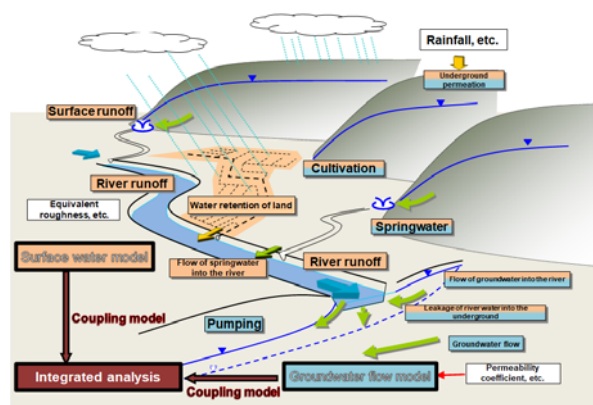 Rainfall, etc.
Underground
permeation
Surface runoff
Cultivation
River runoff
Equivalent
roughness, etc.
Water retention of land
Springwater
Surface water model
Flow of springwater
into the river
River runoff
Flow of groundwater into the river
Coupling model
Pumping
Leakage of river water into the
underground
Groundwater flow
Integrated analysis
Coupling model
Groundwater flow model
Permeability
coefficient, etc.